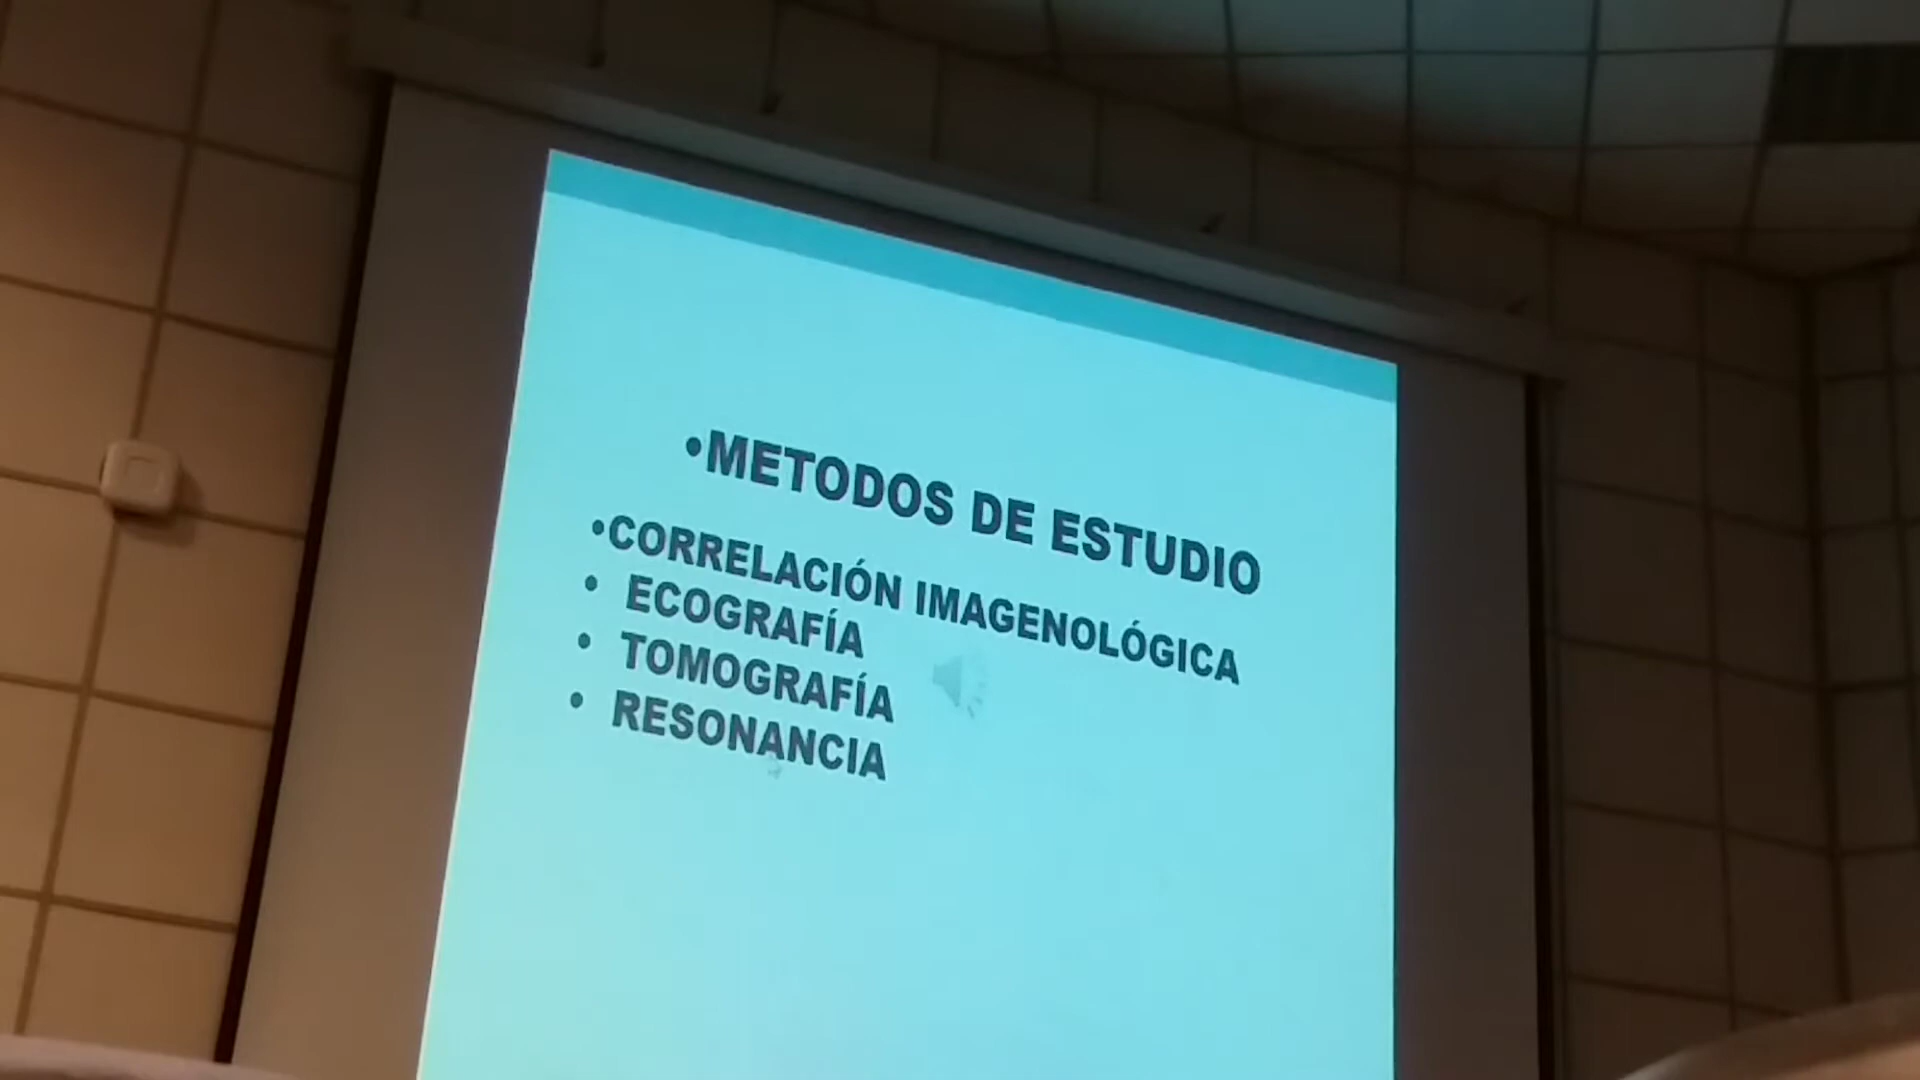 •METODOS DE ESTUDIO
•CORRELACIÓN IMAGENOLÓGICA
• ECOGRAFÍA
• TOMOGRAFÍA
• RESONANCIA